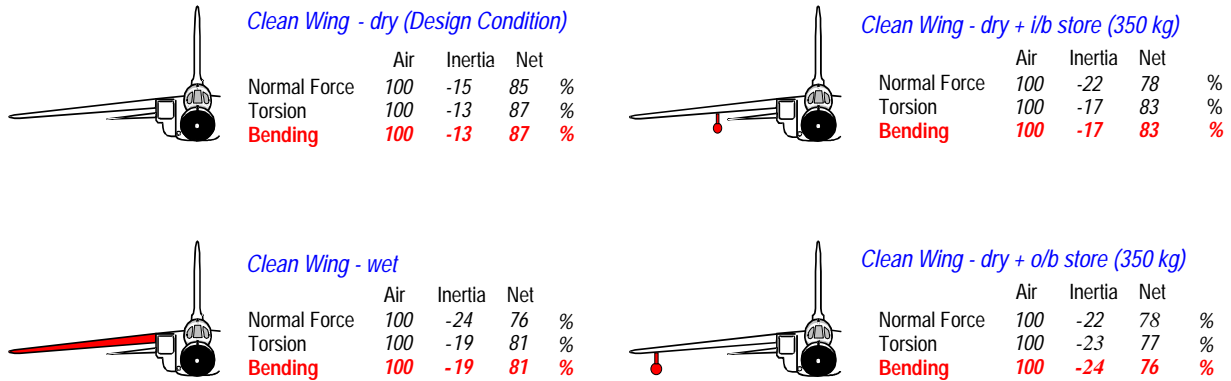 Clean Wing - dry (Design Condition)
Air Inertia Net
Normal Force 100 -15 85 %
Torsion 100 -13 87 %
Bending 100 -13 87 %
Clean Wing - dry + i/b store (350 kg)
Air Inertia Net
Normal Force 100 -22 78 %
Torsion 100 -17 83 %
Bending 100 -17 83 %
Clean Wing - wet
Air Inertia Net
Normal Force 100 -24 76 %
Torsion 100 -19 81 %
Bending 100 -19 81 %
Clean Wing - dry + o/b store (350 kg)
Air Inertia Net
Normal Force 100 -22 78 %
Torsion 100 -23 77 %
Bending 100 -24 76 %